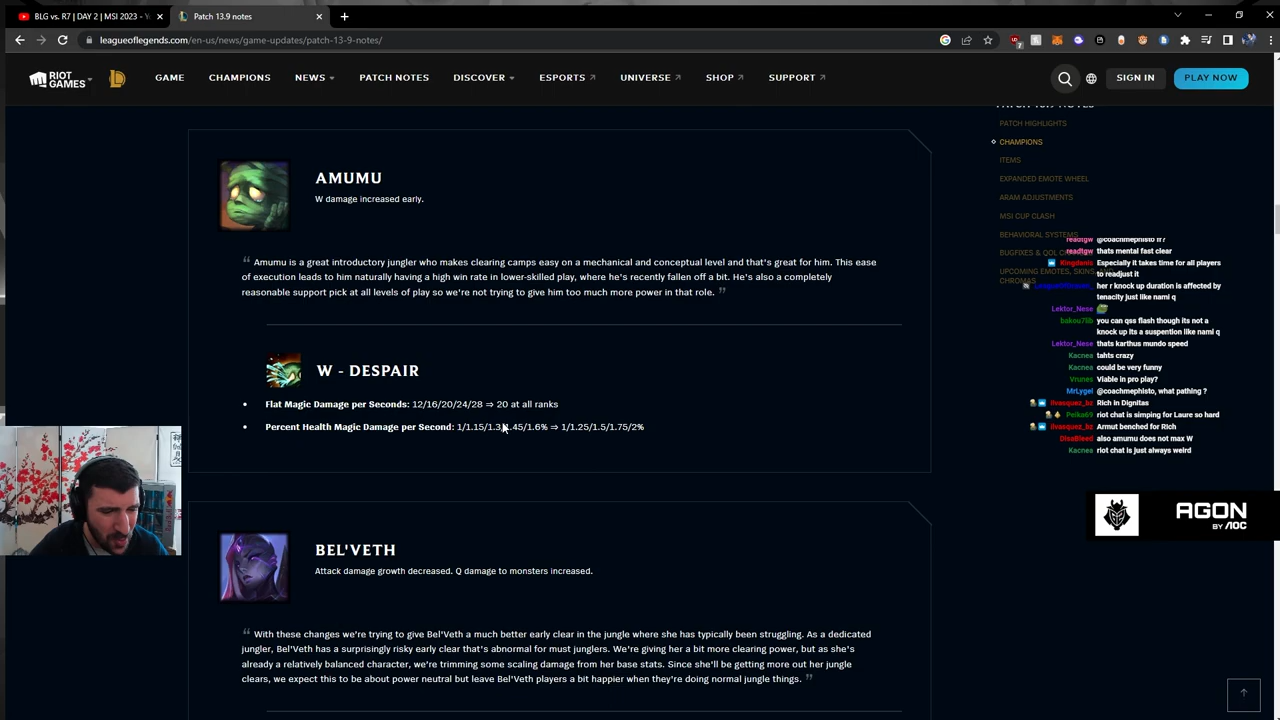 BLG vs. R7 | DAY 2 | MSI 2023 - Yo
Patch 13.9 notes
leagueoflegends.com/en-us/news/game-updates/patch-13-9-notes/
RIOT GAMES
GAME
CHAMPIONS
NEWS
PATCH NOTES
DISCOVER
ESPORTS
UNIVERSE
SHOP
SUPPORT
SIGN IN
PLAY NOW
PATCH 13.9 NOTES
PATCH HIGHLIGHTS
CHAMPIONS
ITEMS
EXPANDED EMOTE WHEEL
ARAM ADJUSTMENTS
MSI CUP CLASH
BEHAVIORAL SYSTEMS
BUGFIXES & QOL
UPCOMING EMOTES, SKINS,
CHROMAS
AMUMU
W damage increased early.
Amumu is a great introductory jungler who makes clearing camps easy on a mechanical and conceptual level and that's great for him. This ease
of execution leads to him naturally having a high win rate in lower-skilled play, where he's recently fallen off a bit. He's also a completely
reasonable support pick at all levels of play so we're not trying to give him too much more power in that role.
W - DESPAIR
Flat Magic Damage per Seconds: 12/16/20/24/28 ⇒ 20 at all ranks
Percent Health Magic Damage per Second: 1/1.15/1.3/1.45/1.6% ⇒ 1/1.25/1.5/1.75/2%
BEL'VETH
Attack damage growth decreased. Q damage to monsters increased.
With these changes we're trying to give Bel'Veth a much better early clear in the jungle where she has typically been struggling. As a dedicated
jungler, Bel'Veth has a surprisingly risky early clear that's abnormal for must junglers. We're giving her a bit more clearing power, but as she's
already a relatively balanced character, we're trimming some scaling damage from her base stats. Since she'll be getting more out her jungle
clears, we expect this to be about power neutral but leave Bel'Veth players a bit happier when they're doing normal jungle things.
readtgw @coachmephisto ff?
readtgw thats mental fast clear
Kingdanis Especially it takes time for all players
to readjust it
her r knock up duration is affected by
tenacity just like nami q
Lektor_Nese
bakou7lib you can qss flash though its not a
knock up its a suspention like nami q
Lektor_Nese thats karthus mundo speed
Kacnea tahts crazy
Kacnea could be very funny
Vrunes Viable in pro play?
MrLygel @coachmephisto, what pathing ?
ilvasquez_bz Rich in Dignitas
Peika69 riot chat is simping for Laure so hard
ilvasquez_bz Armut benched for Rich
DisaBleed also amumu does not max W
Kacnea riot chat is just always weird
G2
AGON
BY AOC